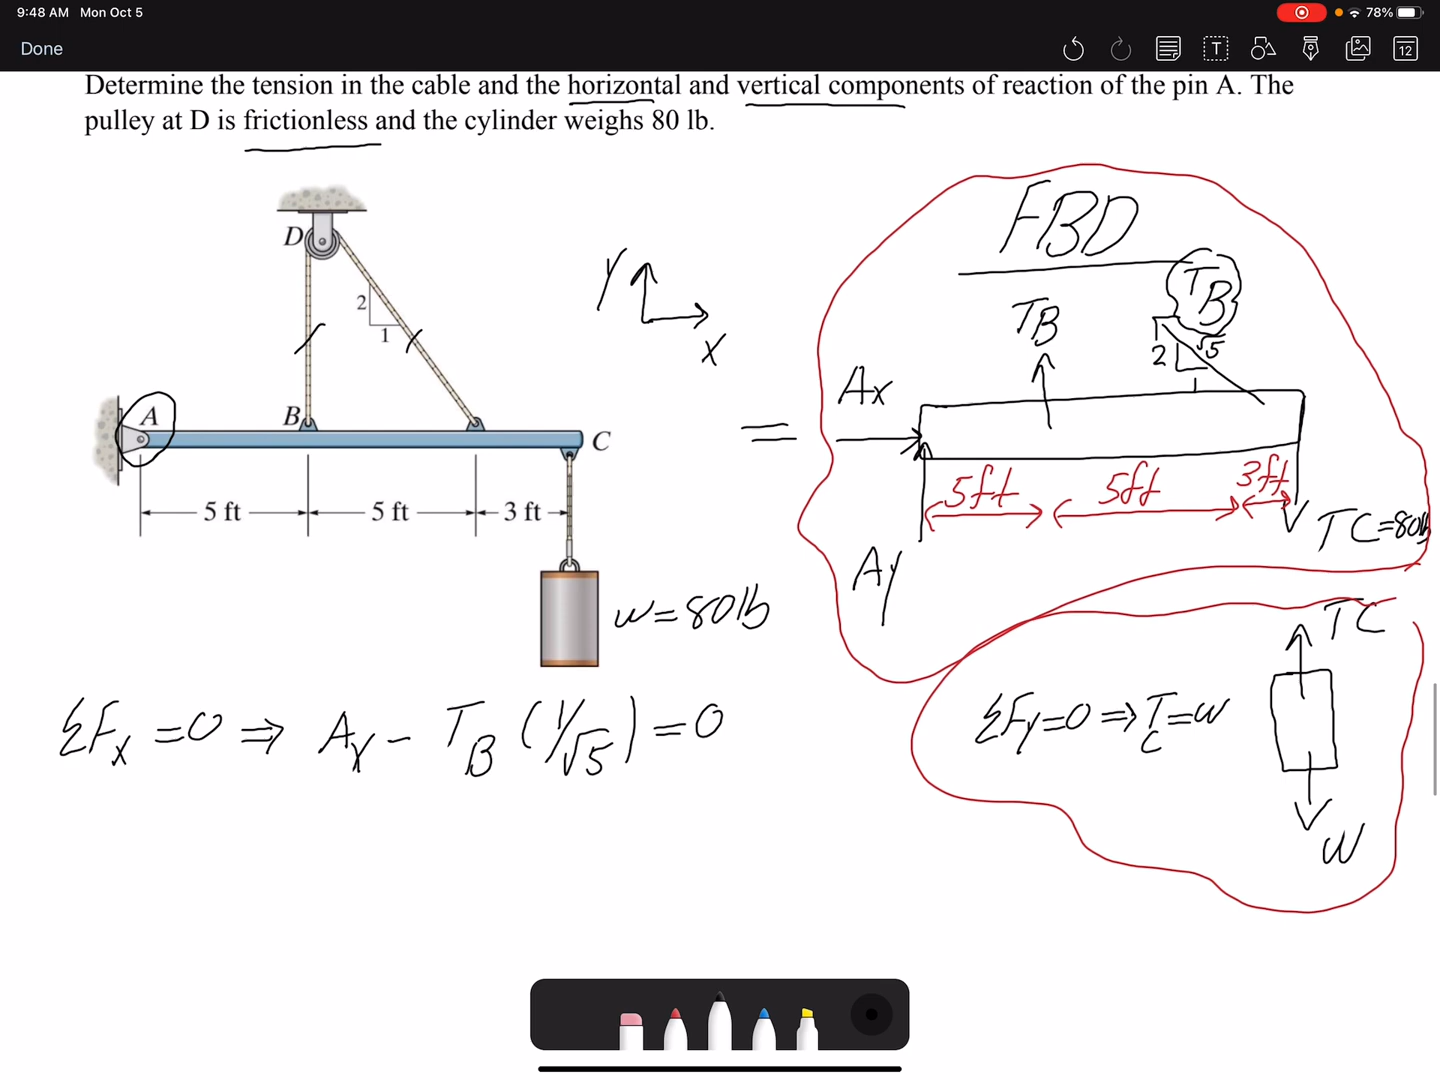 9:48 AM Mon Oct 5
78%
Done
T
12
Determine the tension in the cable and the horizontal and vertical components of reaction of the pin A. The
pulley at D is frictionless and the cylinder weighs 80 lb.
FBD
D
2
1
Y
X
TB
TB
2
√5
1
A
B
C
=
Ax
5 ft
5 ft
3 ft
5ft
5ft
3ft
TC=80lb
Ay
w=80lb
TC
ΣFx=0⇒ Ax - TB (1/√5)=0
ΣFy=0⇒TC=w
W